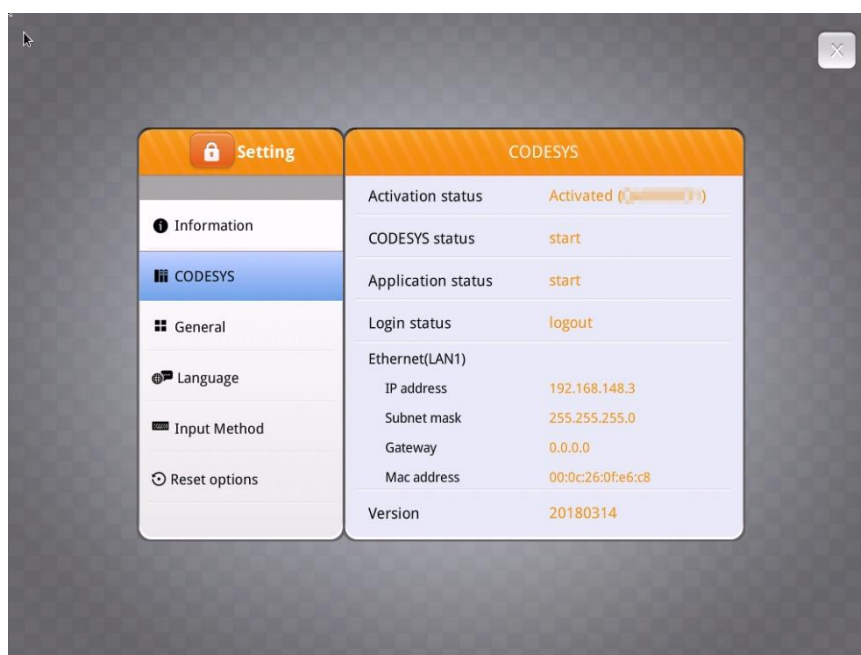 Setting
Information
CODESYS
General
Language
Input Method
Reset options
CODESYS
Activation status Activated ( )
CODESYS status start
Application status start
Login status logout
Ethernet(LAN1)
IP address 192.168.148.3
Subnet mask 255.255.255.0
Gateway 0.0.0.0
Mac address 00:0c:26:0f:e6:c8
Version 20180314